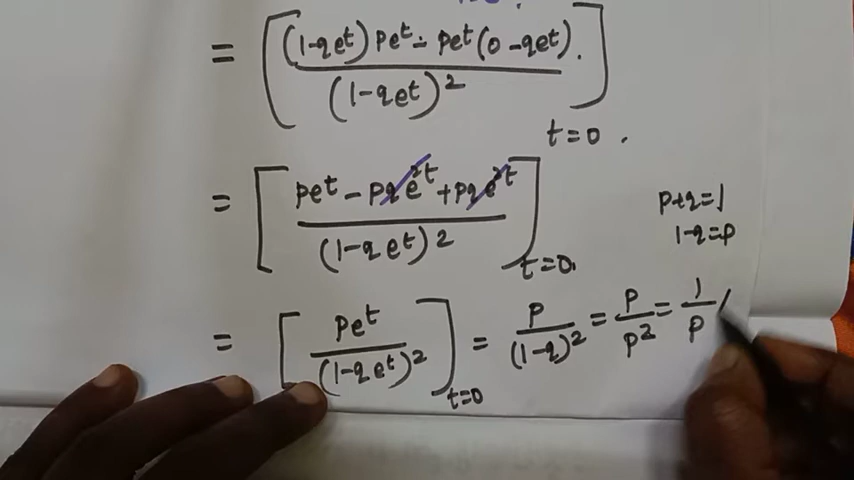 = [ (1-qe^t) pe^t - pe^t (0-qe^t) . / (1-qe^t)^2 ] t=0 .
= [ pe^t - pqe^2t + pqe^2t / (1-qe^t)^2 ] t=0.
p+q=1
1-q=p
= [ pe^t / (1-qe^t)^2 ] t=0 = p / (1-q)^2 = p / p^2 = 1 / p